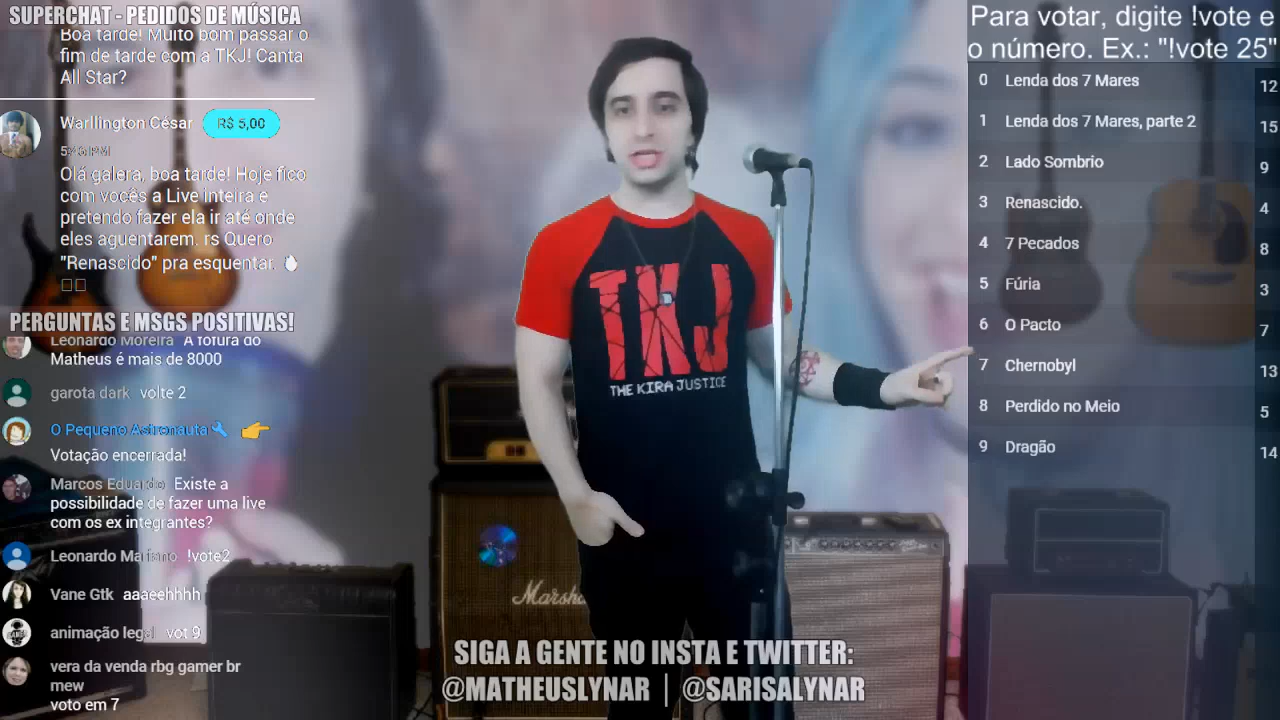 SUPERCHAT - PEDIDOS DE MÚSICA
Boa tarde! Muito bom passar o
fim de tarde com a TKJ! Canta
All Star?
Warllington César R$ 5,00
PM
Olá galera, boa tarde! Hoje fico
com vocês a Live inteira e
pretendo fazer ela ir até onde
eles aguentarem. rs Quero
"Renascido" pra esquentar.
PERGUNTAS E MSGS POSITIVAS!
Leonardo Moreira A fofura do
Matheus é mais de 8000
garota dark volte 2
O Pequeno Astronauta
Votação encerrada!
Marcos Eduardo Existe a
possibilidade de fazer uma live
com os ex integrantes?
Leonardo Mariano !vote2
Vane Gtk aaaeehhhh
animação legal vot 9
vera da venda rbg gamer br
mew
voto em 7
TKJ
THE KIRA JUSTICE
Marsha
SIGA A GENTE NO INSTA E TWITTER:
@MATHEUSLYNAR | @SARISALYNAR
Para votar, digite !vote e
o número. Ex.: "!vote 25"
0 Lenda dos 7 Mares 12
1 Lenda dos 7 Mares, parte 2 15
2 Lado Sombrio 9
3 Renascido. 4
4 7 Pecados 8
5 Fúria 3
6 O Pacto 7
7 Chernobyl 13
8 Perdido no Meio 5
9 Dragão 14